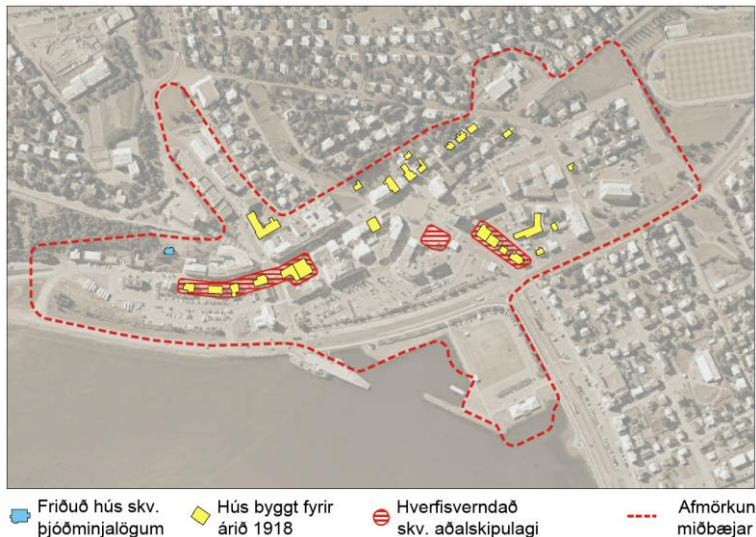 Friðuð hús skv.
þjóðminjalögum
Hús byggt fyrir
árið 1918
Hverfisverndað
skv. aðalskipulagi
Afmörkun
miðbæjar